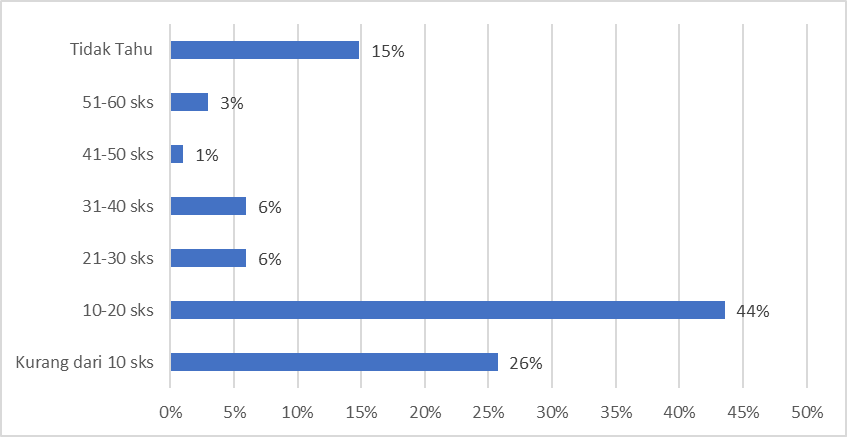 Tidak Tahu 15%
51-60 sks 3%
41-50 sks 1%
31-40 sks 6%
21-30 sks 6%
10-20 sks 44%
Kurang dari 10 sks 26%
0% 5% 10% 15% 20% 25% 30% 35% 40% 45% 50%